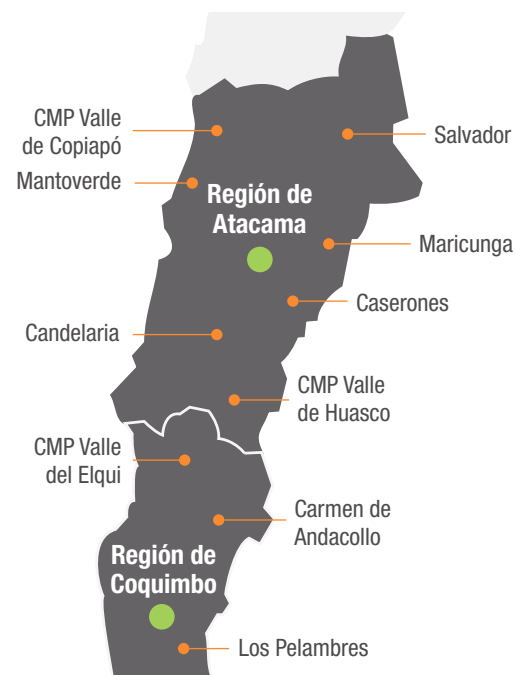 CMP Valle
de Copiapó
Salvador
Mantoverde
Región de
Atacama
Maricunga
Caserones
Candelaria
CMP Valle
de Huasco
CMP Valle
del Elqui
Carmen de
Andacollo
Región de
Coquimbo
Los Pelambres